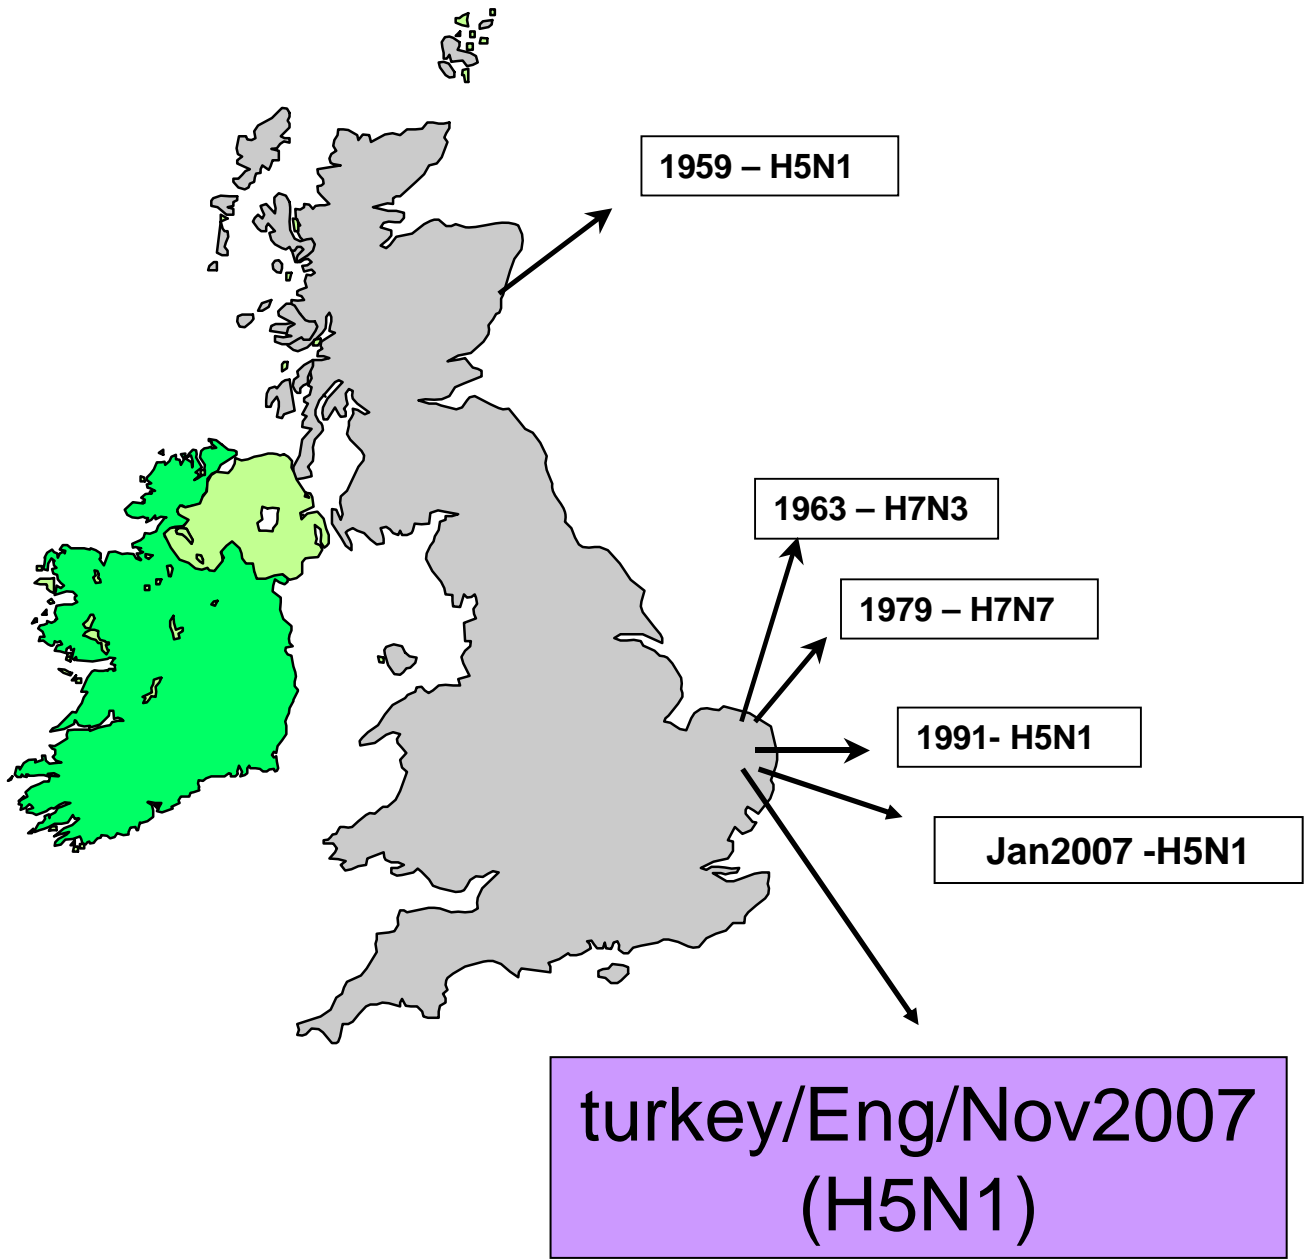 1959 – H5N1
1963 – H7N3
1979 – H7N7
1991- H5N1
Jan2007 -H5N1
turkey/Eng/Nov2007
(H5N1)